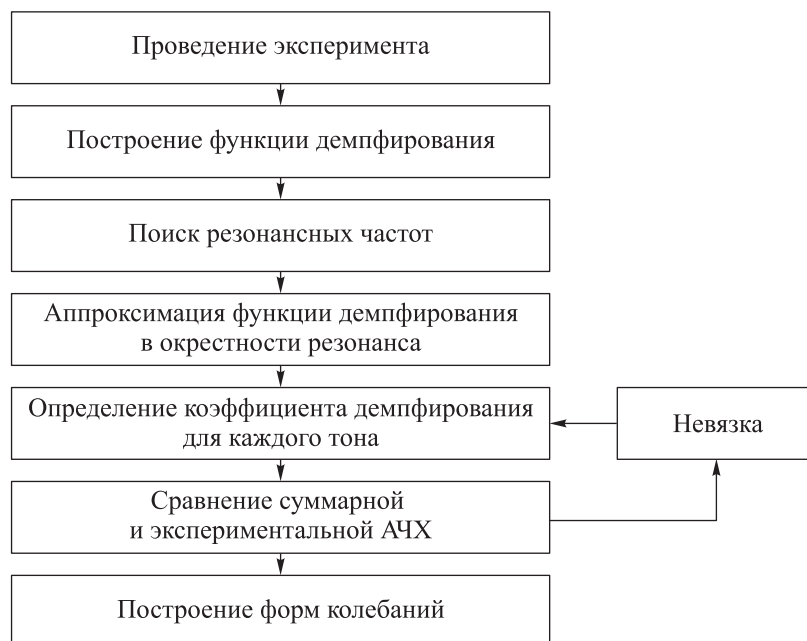 Проведение эксперимента
Построение функции демпфирования
Поиск резонансных частот
Аппроксимация функции демпфирования
в окрестности резонанса
Определение коэффициента демпфирования
для каждого тона
Невязка
Сравнение суммарной
и экспериментальной АЧХ
Построение форм колебаний